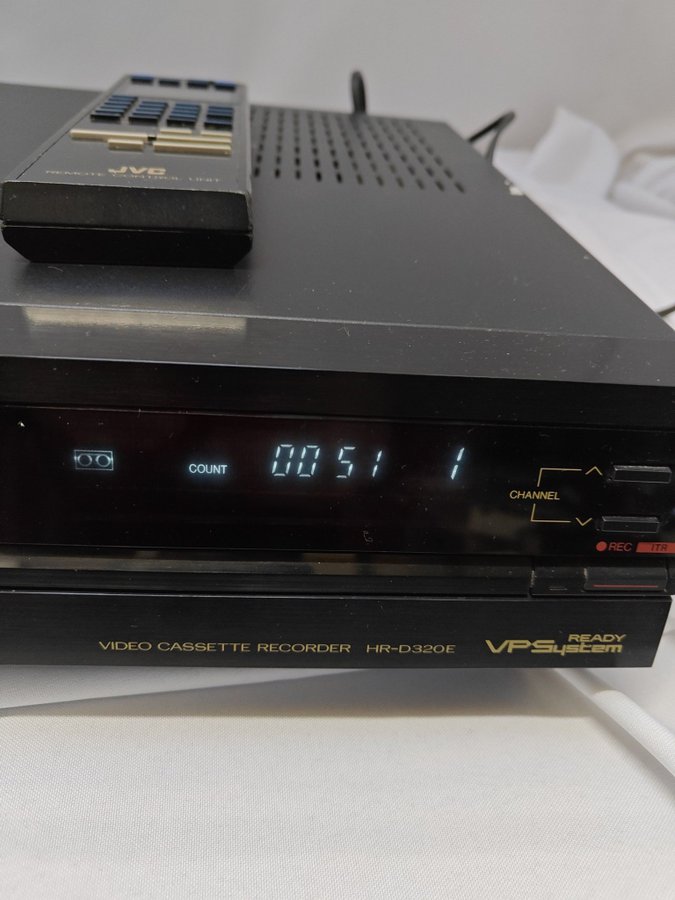 JVC
REMOTE CONTROL UNIT
COUNT 0051 1
CHANNEL
REC ITR
VIDEO CASSETTE RECORDER HR-D320E VPSystem READY